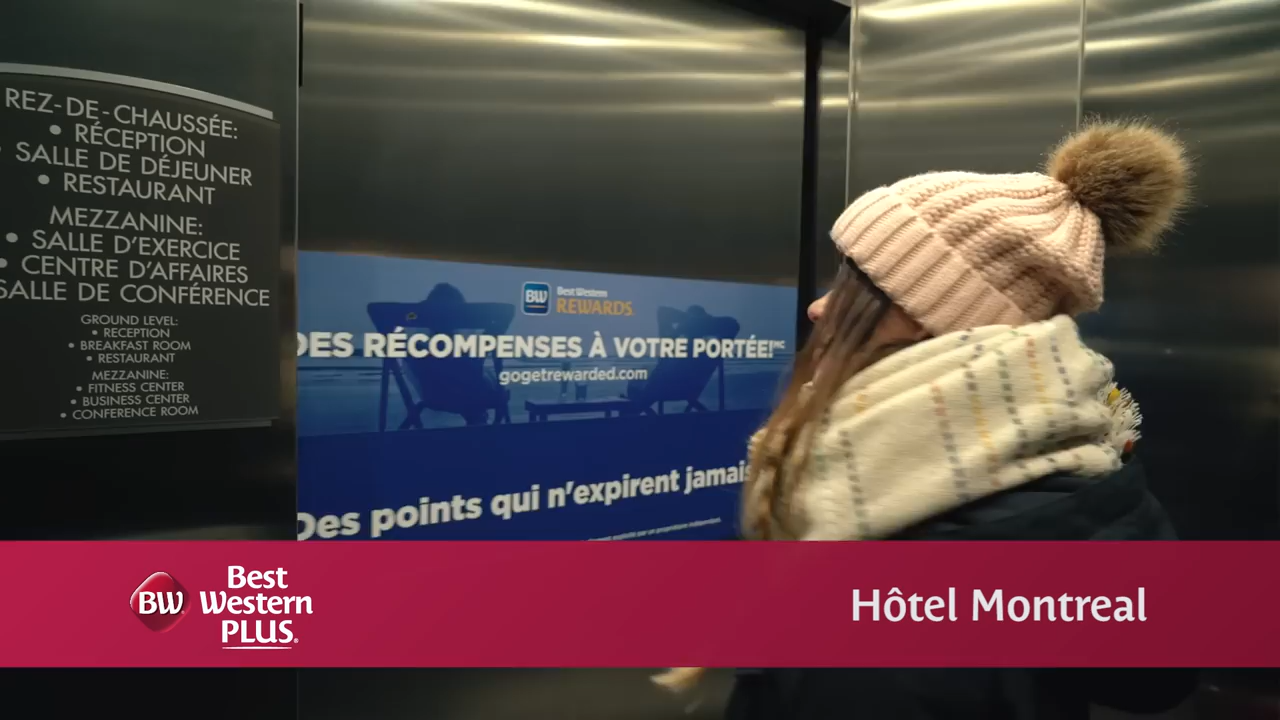 REZ-DE-CHAUSSÉE:
• RÉCEPTION
• SALLE DE DÉJEUNER
• RESTAURANT
MEZZANINE:
• SALLE D'EXERCICE
• CENTRE D'AFFAIRES
SALLE DE CONFÉRENCE
GROUND LEVEL:
• RECEPTION
• BREAKFAST ROOM
• RESTAURANT
MEZZANINE:
• FITNESS CENTER
• BUSINESS CENTER
• CONFERENCE ROOM
BW Best Western
REWARDS.
DES RÉCOMPENSES À VOTRE PORTÉE!MC
gogetrewarded.com
Des points qui n'expirent jamais
BW
Best
Western
PLUS®
Hôtel Montreal